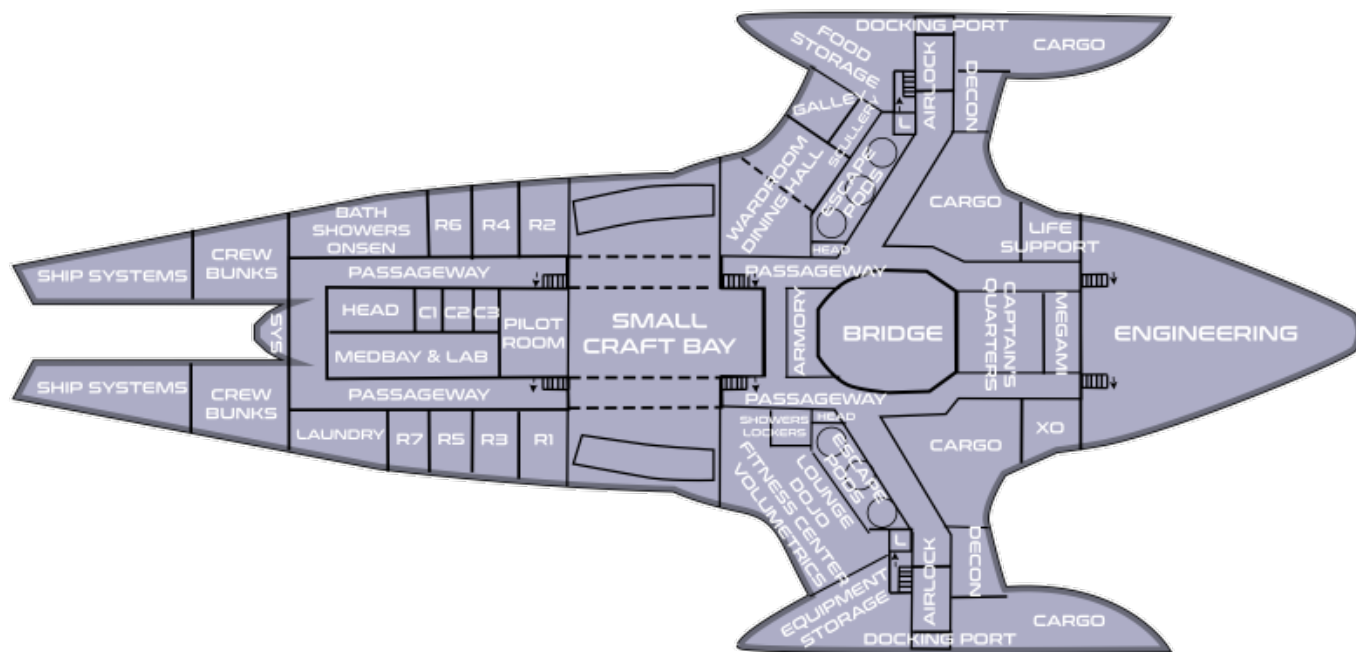 DOCKING PORT
CARGO
FOOD
STORAGE
AIRLOCK
DECON
GALLEY
SCULLERY
L
WARDROOM
DINING HALL
ESCAPE
PODS
HEAD
CARGO
LIFE
SUPPORT
BATH
SHOWERS
ONSEN
R6
R4
R2
CREW
BUNKS
SHIP SYSTEMS
PASSAGEWAY
PASSAGEWAY
HEAD
C1
C2
C3
PILOT
ROOM
MEDBAY & LAB
SYS
SMALL
CRAFT BAY
ARMORY
BRIDGE
CAPTAIN'S
QUARTERS
MEGAMI
ENGINEERING
SHIP SYSTEMS
CREW
BUNKS
PASSAGEWAY
PASSAGEWAY
LAUNDRY
R7
R5
R3
R1
SHOWERS
LOCKERS
HEAD
ESCAPE
PODS
LOUNGE
DOJO
FITNESS CENTER
VOLUMETRICS
CARGO
XO
L
AIRLOCK
DECON
EQUIPMENT
STORAGE
CARGO
DOCKING PORT